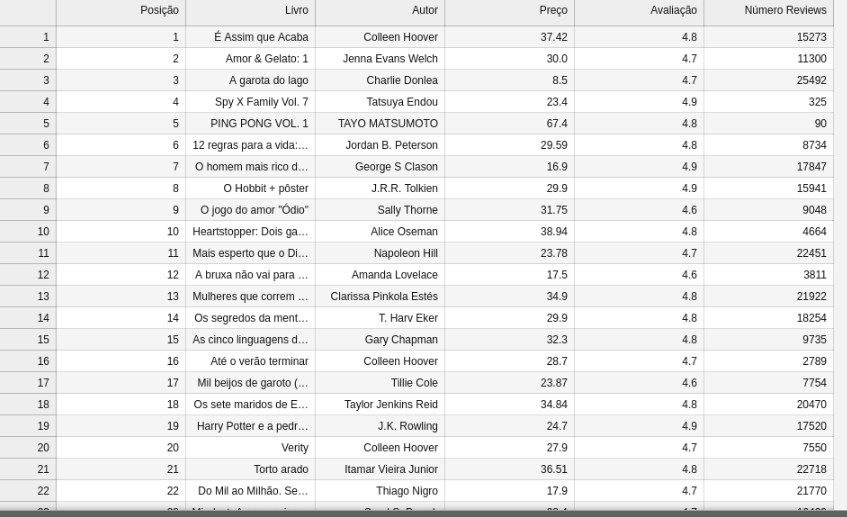 Posição Livro Autor Preço Avaliação Número Reviews
1 1 É Assim que Acaba Colleen Hoover 37.42 4.8 15273
2 2 Amor & Gelato: 1 Jenna Evans Welch 30.0 4.7 11300
3 3 A garota do lago Charlie Donlea 8.5 4.7 25492
4 4 Spy X Family Vol. 7 Tatsuya Endou 23.4 4.9 325
5 5 PING PONG VOL. 1 TAYO MATSUMOTO 67.4 4.8 90
6 6 12 regras para a vida:… Jordan B. Peterson 29.59 4.8 8734
7 7 O homem mais rico d… George S Clason 16.9 4.9 17847
8 8 O Hobbit + pôster J.R.R. Tolkien 29.9 4.9 15941
9 9 O jogo do amor "Ódio" Sally Thorne 31.75 4.6 9048
10 10 Heartstopper: Dois ga… Alice Oseman 38.94 4.8 4664
11 11 Mais esperto que o Di… Napoleon Hill 23.78 4.7 22451
12 12 A bruxa não vai para … Amanda Lovelace 17.5 4.6 3811
13 13 Mulheres que correm … Clarissa Pinkola Estés 34.9 4.8 21922
14 14 Os segredos da ment… T. Harv Eker 29.9 4.8 18254
15 15 As cinco linguagens d… Gary Chapman 32.3 4.8 9735
16 16 Até o verão terminar Colleen Hoover 28.7 4.7 2789
17 17 Mil beijos de garoto (… Tillie Cole 23.87 4.6 7754
18 18 Os sete maridos de E… Taylor Jenkins Reid 34.84 4.8 20470
19 19 Harry Potter e a pedr… J.K. Rowling 24.7 4.9 17520
20 20 Verity Colleen Hoover 27.9 4.7 7550
21 21 Torto arado Itamar Vieira Junior 36.51 4.8 22718
22 22 Do Mil ao Milhão. Se… Thiago Nigro 17.9 4.7 21770